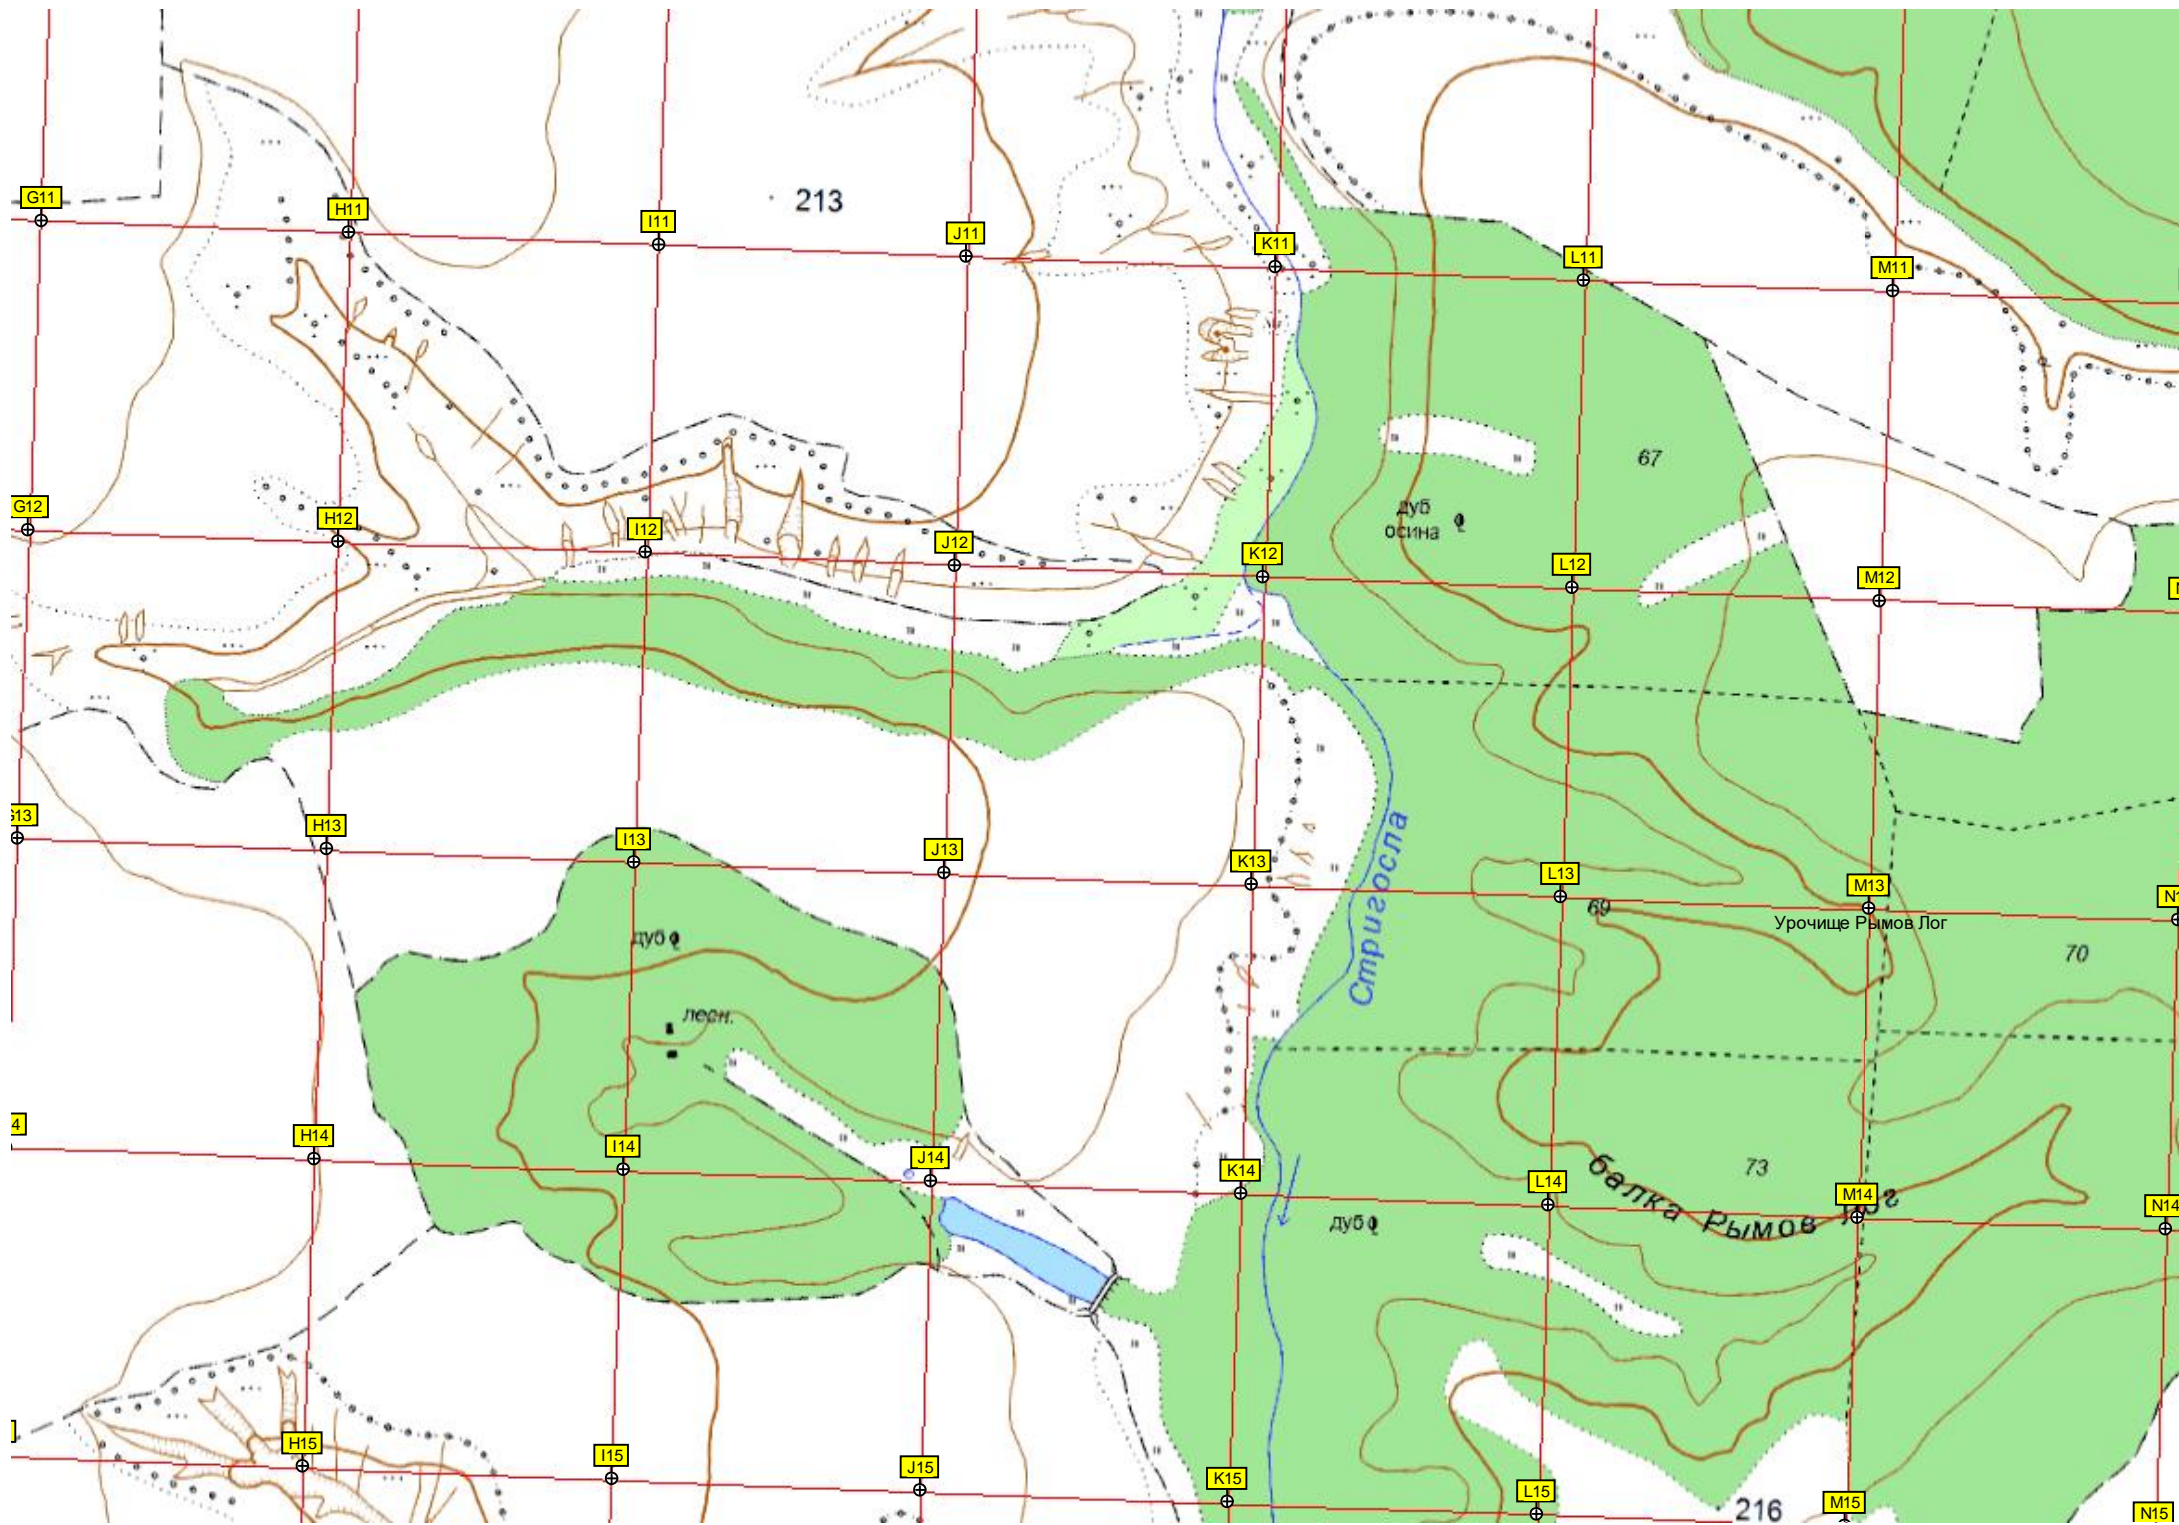 213
G11
H11
I11
J11
K11
L11
M11
67
дуб
осина
G12
H12
I12
J12
K12
L12
M12
H13
I13
J13
K13
L13
M13
69
Урочище Рымов Лог
70
дуб
лесн.
Стригосла
73
H14
I14
J14
K14
L14
M14
N14
балка Рымов Лог
дуб
H15
I15
J15
K15
L15
M15
N15
216